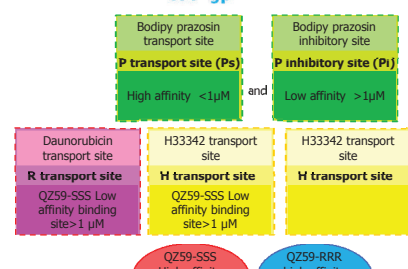 Bodipy prazosin
transport site
P transport site (Ps)
High affinity <1µM
and
Bodipy prazosin
inhibitory site
P inhibitory site (Pi)
Low affinity >1µM
Daunorubicin
transport site
R transport site
QZ59-SSS Low
affinity binding
site>1 µM
H33342 transport
site
H transport site
QZ59-SSS Low
affinity binding
site>1 µM
H33342 transport
site
H transport site
QZ59-SSS
QZ59-RRR